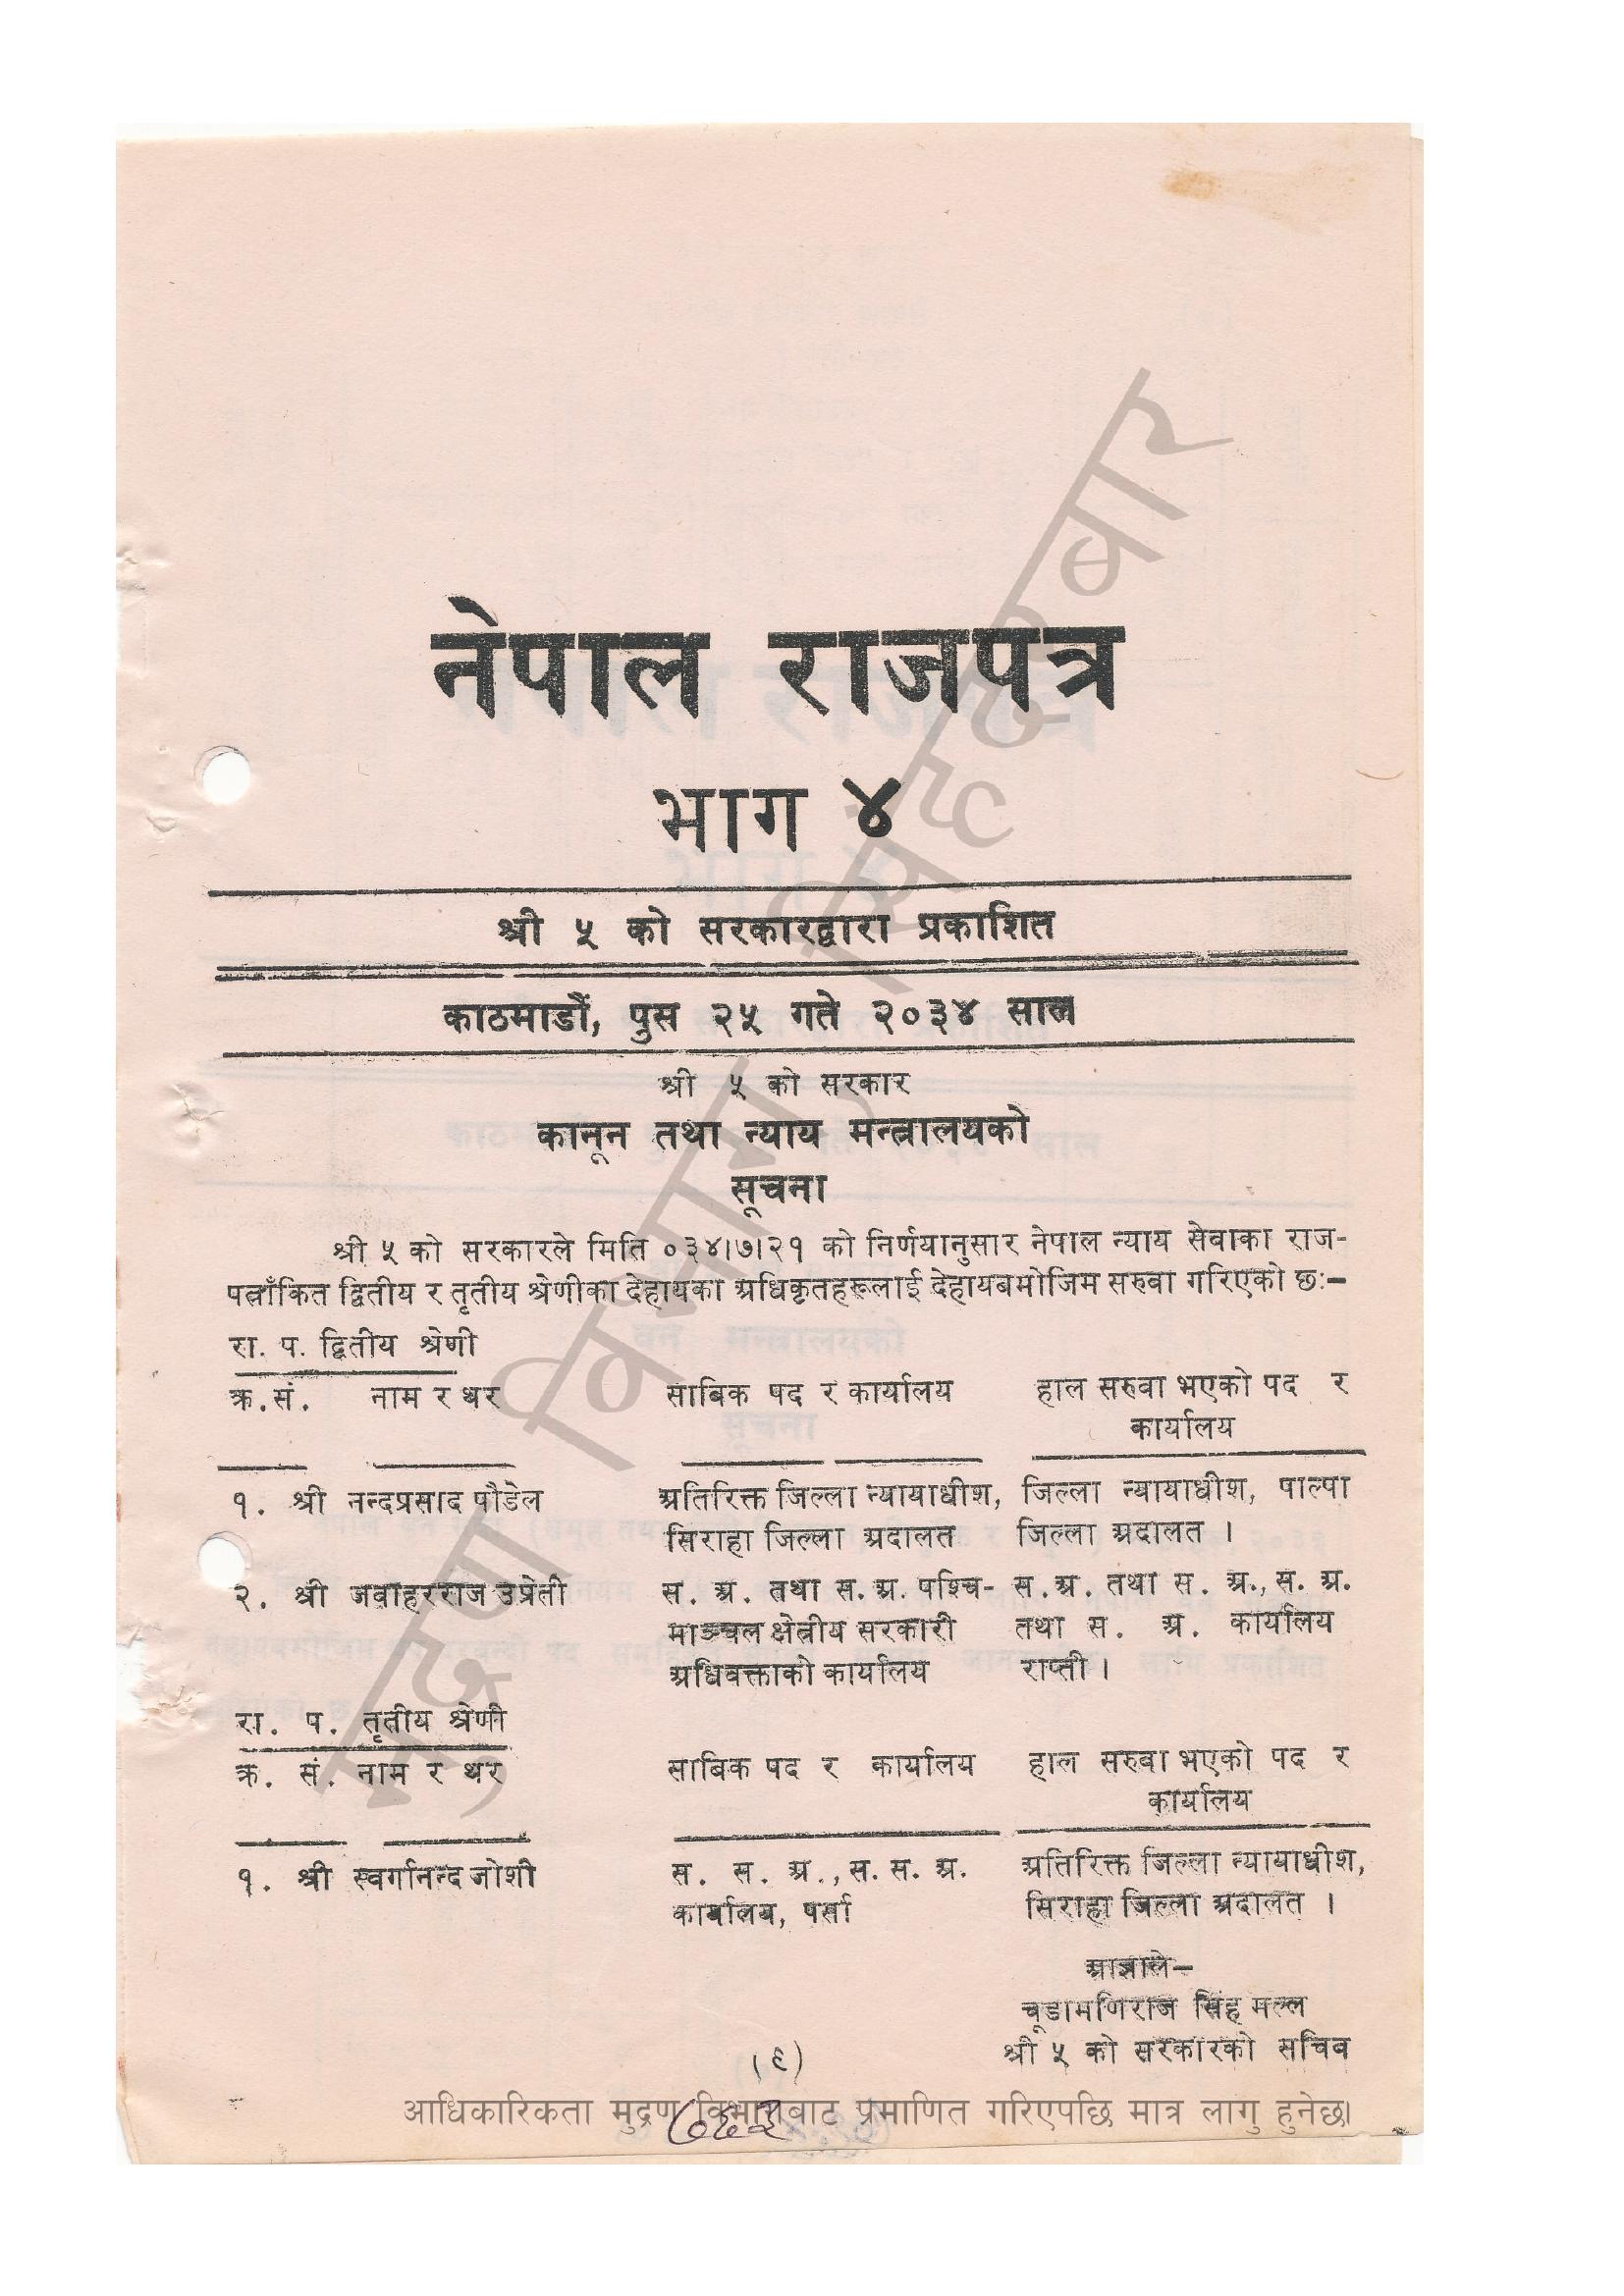 नेपाल राजपत्र
भाग ४
श्री ५ को सरकारद्वारा प्रकाशित
काठमाडौं, पुस २५ गते २०३४ साल
श्री ५ को सरकार
कानून तथा न्याय मन्त्रालयको
सूचना
श्री ५ को सरकारले मिति ०३४।७।२१ को निर्णयानुसार नेपाल न्याय सेवाका राज-
पत्राँकित द्वितीय र तृतीय श्रेणीका देहायका अधिकृतहरूलाई देहायबमोजिम सरुवा गरिएको छः–
रा. प. द्वितीय श्रेणी
क्र.सं. नाम र थर साबिक पद र कार्यालय हाल सरुवा भएको पद र
कार्यालय
१. श्री नन्दप्रसाद पौडेल अतिरिक्त जिल्ला न्यायाधीश, जिल्ला न्यायाधीश, पाल्पा
सिराहा जिल्ला अदालत जिल्ला अदालत ।
२. श्री जवाहरराज उप्रेती स. अ. तथा स. अ. पश्चि- स. अ. तथा स. अ., स. अ.
माञ्चल क्षेत्रीय सरकारी तथा स. अ. कार्यालय
अधिवक्ताको कार्यालय राप्ती ।
रा. प. तृतीय श्रेणी
क्र. सं. नाम र थर साबिक पद र कार्यालय हाल सरुवा भएको पद र
कार्यालय
१. श्री स्वर्गानन्द जोशी स. स. अ., स. स. अ. अतिरिक्त जिल्ला न्यायाधीश,
कार्यालय, पर्सा सिराहा जिल्ला अदालत ।
आज्ञाले–
चूडामणिराज सिंह मल्ल
श्री ५ को सरकारको सचिव
(९)
७६३
आधिकारिकता मुद्रण विभागबाट प्रमाणित गरिएपछि मात्र लागु हुनेछ।
मुद्रण विभाग, सिंहदरबार